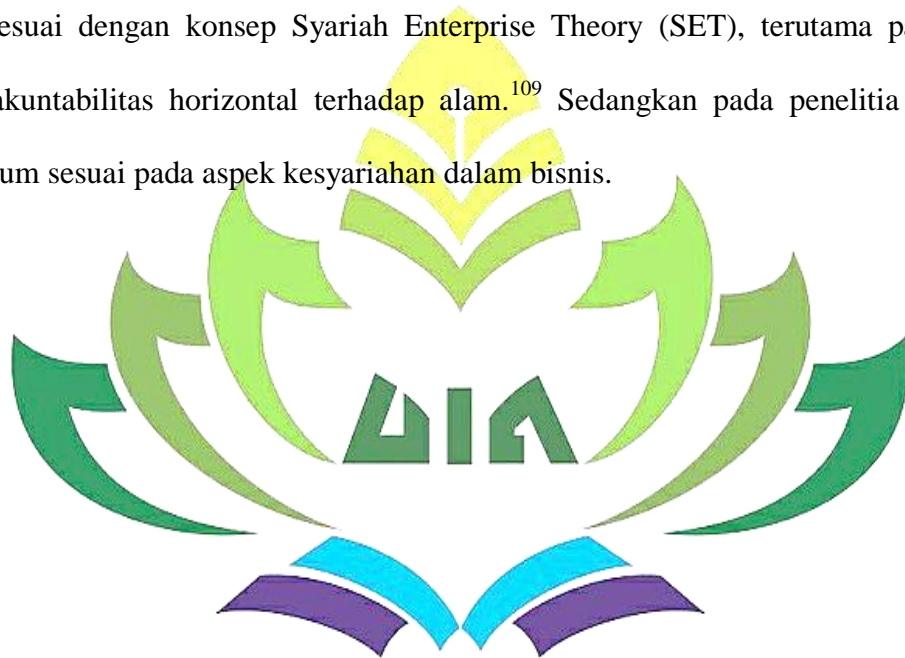 esuai dengan konsep Syariah Enterprise Theory (SET), terutama pa
akuntabilitas horizontal terhadap alam.109 Sedangkan pada penelitia
um sesuai pada aspek kesyariahan dalam bisnis.
UIN